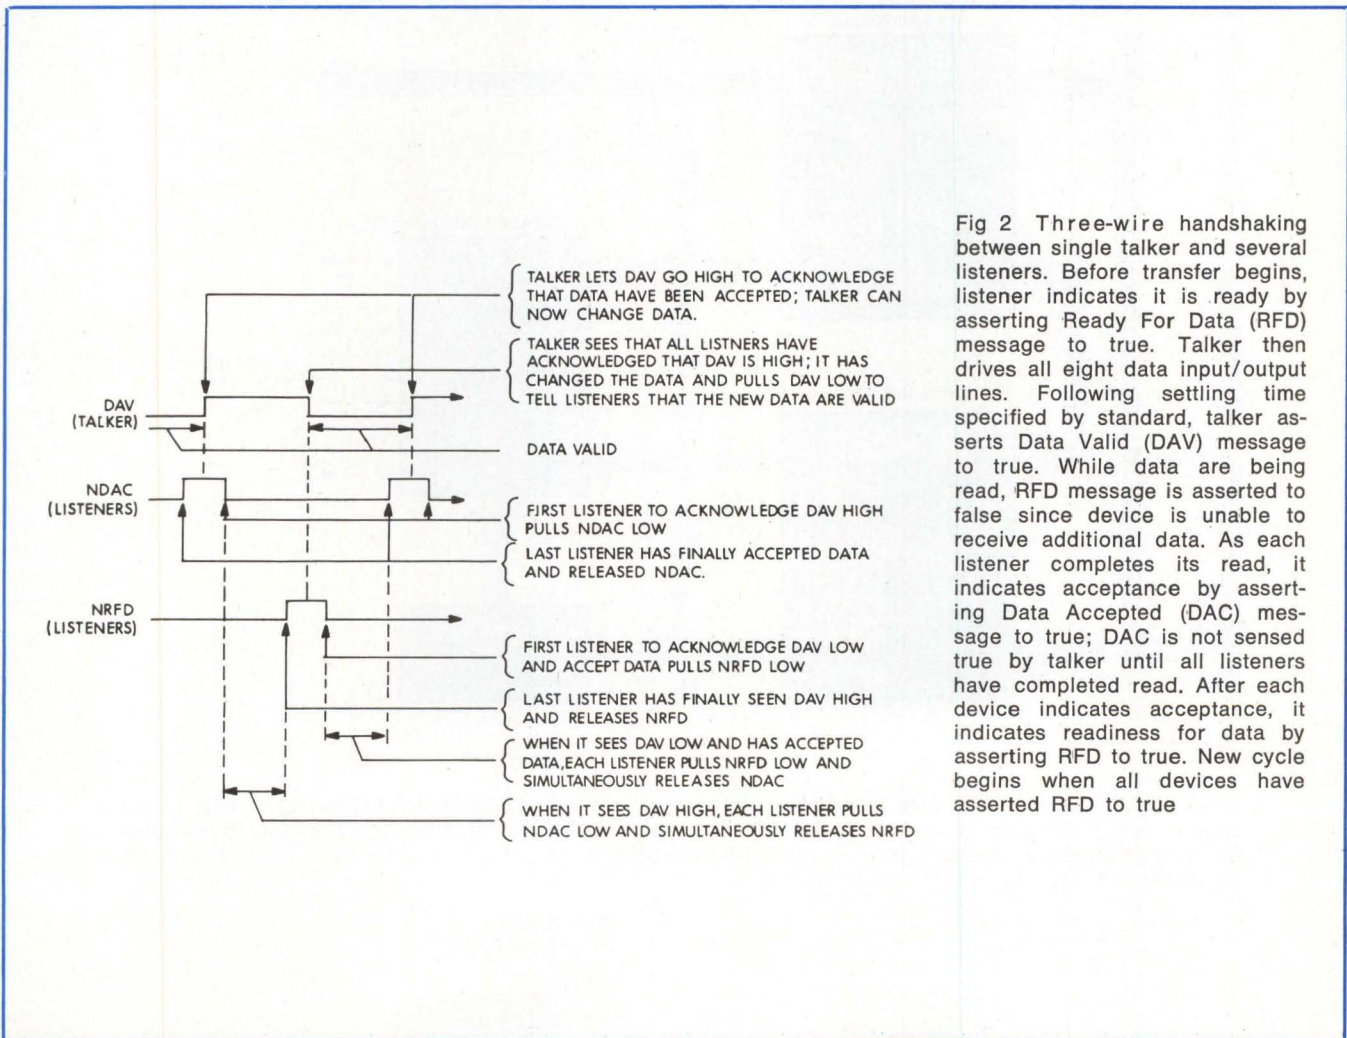 TALKER LETS DAV GO HIGH TO ACKNOWLEDGE
THAT DATA HAVE BEEN ACCEPTED; TALKER CAN
NOW CHANGE DATA.
TALKER SEES THAT ALL LISTNERS HAVE
ACKNOWLEDGED THAT DAV IS HIGH; IT HAS
CHANGED THE DATA AND PULLS DAV LOW TO
TELL LISTENERS THAT THE NEW DATA ARE VALID
DAV
(TALKER)
DATA VALID
NDAC
(LISTENERS)
FIRST LISTENER TO ACKNOWLEDGE DAV HIGH
PULLS NDAC LOW
LAST LISTENER HAS FINALLY ACCEPTED DATA
AND RELEASED NDAC.
NRFD
(LISTENERS)
FIRST LISTENER TO ACKNOWLEDGE DAV LOW
AND ACCEPT DATA PULLS NRFD LOW
LAST LISTENER HAS FINALLY SEEN DAV HIGH
AND RELEASES NRFD
WHEN IT SEES DAV LOW AND HAS ACCEPTED
DATA, EACH LISTENER PULLS NRFD LOW AND
SIMULTANEOUSLY RELEASES NDAC
WHEN IT SEES DAV HIGH, EACH LISTENER PULLS
NDAC LOW AND SIMULTANEOUSLY RELEASES NRFD
Fig 2 Three-wire handshaking
between single talker and several
listeners. Before transfer begins,
listener indicates it is ready by
asserting Ready For Data (RFD)
message to true. Talker then
drives all eight data input/output
lines. Following settling time
specified by standard, talker as-
serts Data Valid (DAV) message
to true. While data are being
read, RFD message is asserted to
false since device is unable to
receive additional data. As each
listener completes its read, it
indicates acceptance by assert-
ing Data Accepted (DAC) mes-
sage to true; DAC is not sensed
true by talker until all listeners
have completed read. After each
device indicates acceptance, it
indicates readiness for data by
asserting RFD to true. New cycle
begins when all devices have
asserted RFD to true